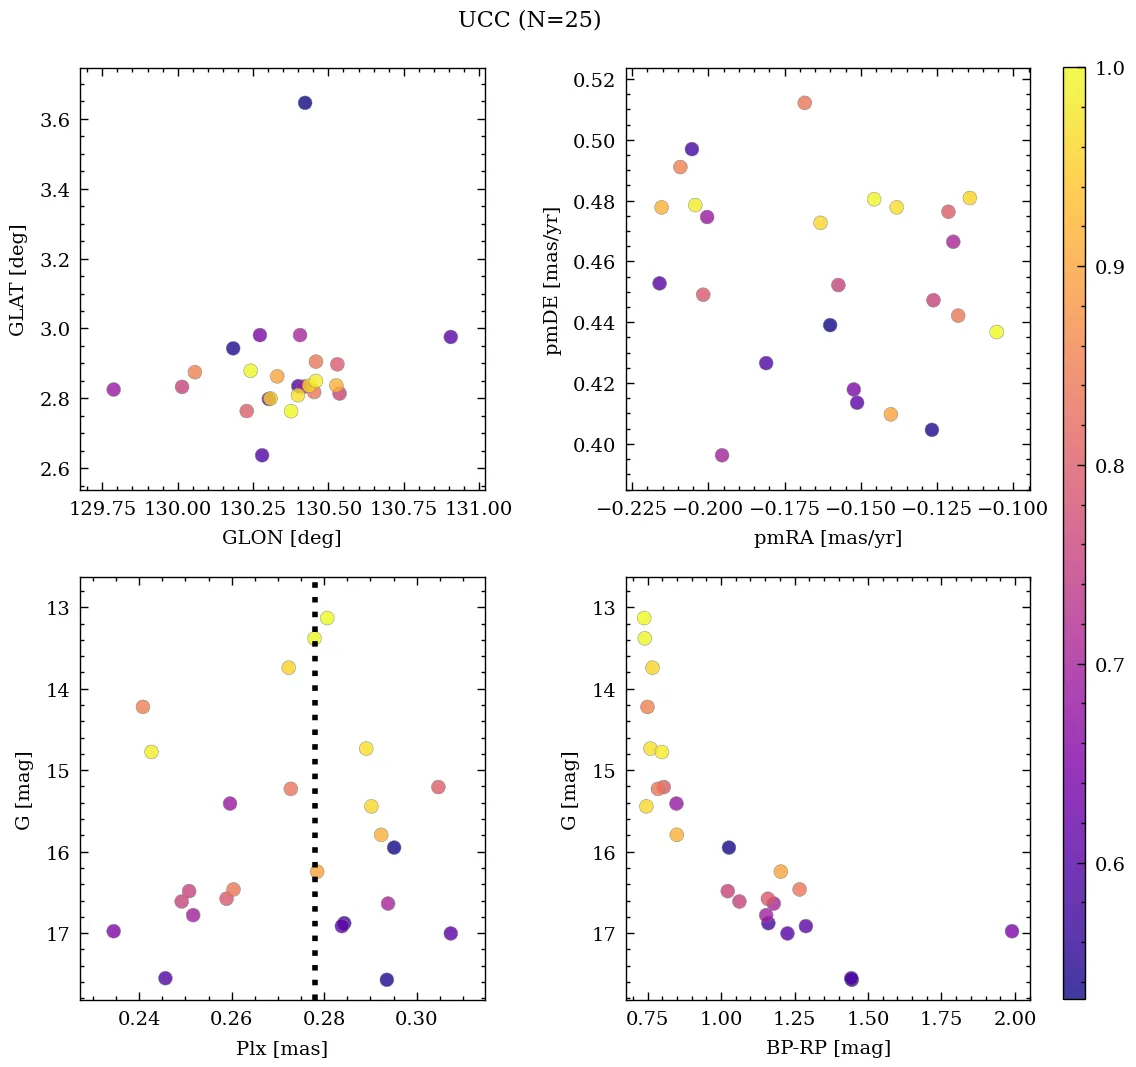 UCC (N=25)
3.6
3.4
3.2
3.0
2.8
2.6
GLAT [deg]
129.75 130.00 130.25 130.50 130.75 131.00
GLON [deg]
0.52
0.50
0.48
0.46
0.44
0.42
0.40
pmDE [mas/yr]
−0.225 −0.200 −0.175 −0.150 −0.125 −0.100
pmRA [mas/yr]
1.0
0.9
0.8
0.7
0.6
13
14
15
16
17
G [mag]
0.24 0.26 0.28 0.30
Plx [mas]
13
14
15
16
17
G [mag]
0.75 1.00 1.25 1.50 1.75 2.00
BP-RP [mag]